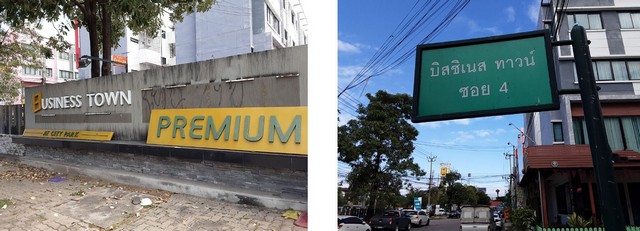 BUSINESS TOWN
AT CITY PARK
PREMIUM
บิสซิเนส ทาวน์
ซอย 4